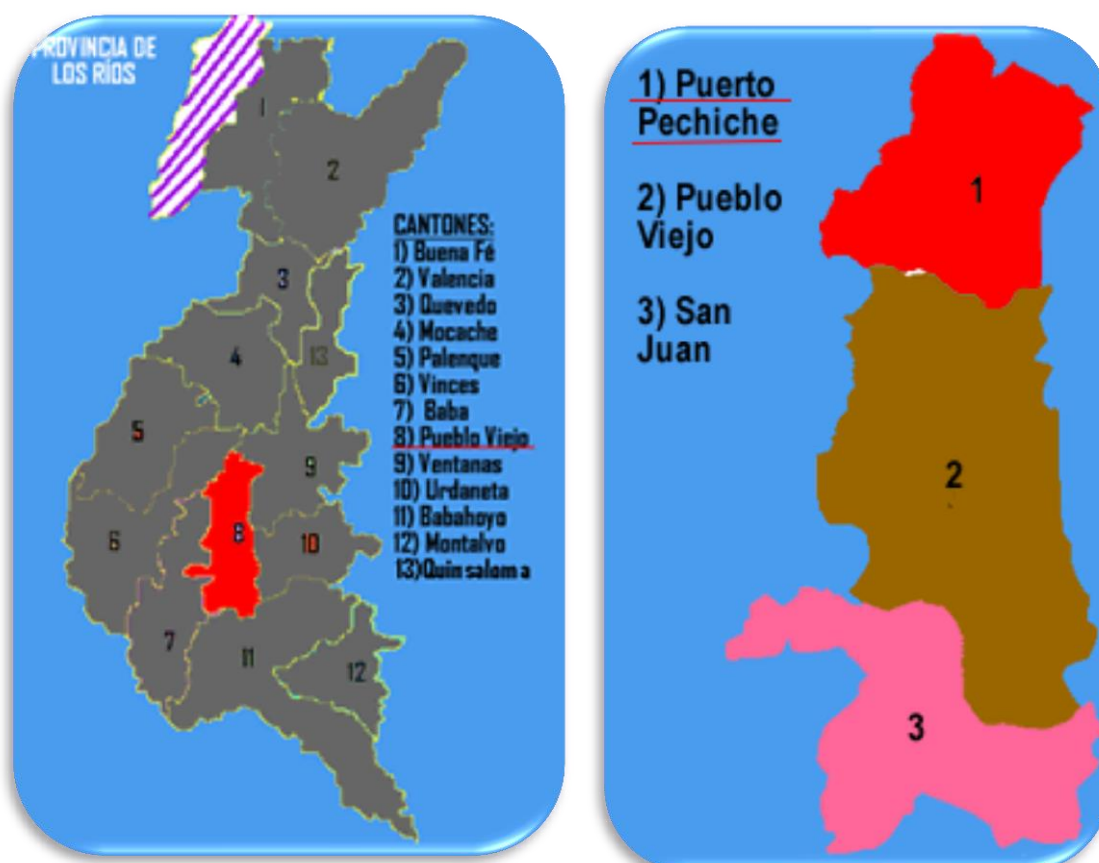 PROVINCIA DE
LOS RÍOS
1
2
3
13
4
5
9
8
6
10
7
11
12
CANTONES:
1) Buena Fé
2) Valencia
3) Quevedo
4) Mocache
5) Palenque
6) Vinces
7) Baba
8) Pueblo Viejo
9) Ventanas
10) Urdaneta
11) Babahoyo
12) Montalvo
13)Quinsaloma
1) Puerto
Pechiche
2) Pueblo
Viejo
3) San
Juan
1
2
3